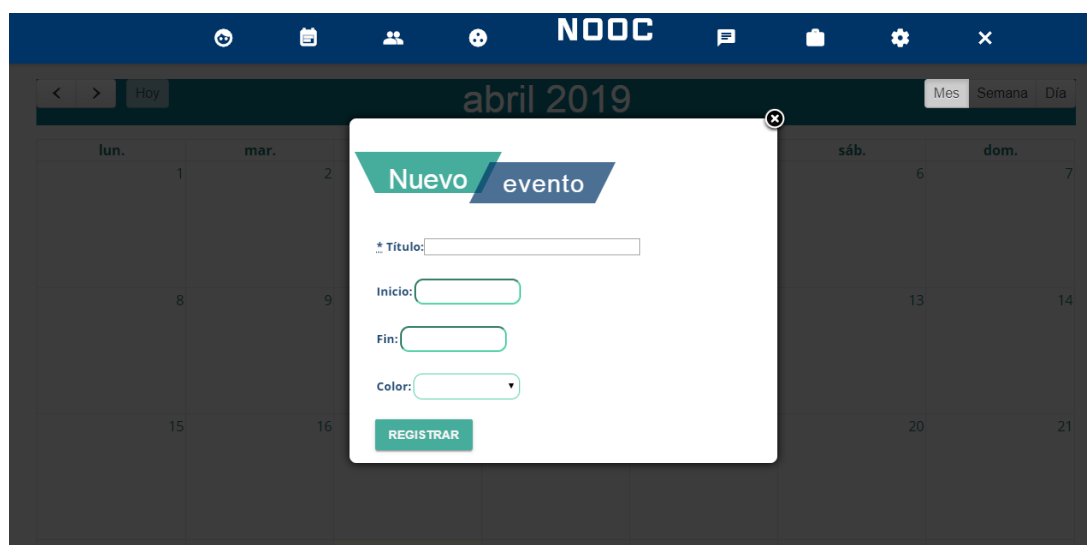 NOOC
Hoy
abril 2019
Mes Semana Día
lun. mar. sáb. dom.
1 2 6 7
Nuevo evento
* Título:
Inicio:
8 9 13 14
Fin:
Color:
15 16 20 21
REGISTRAR